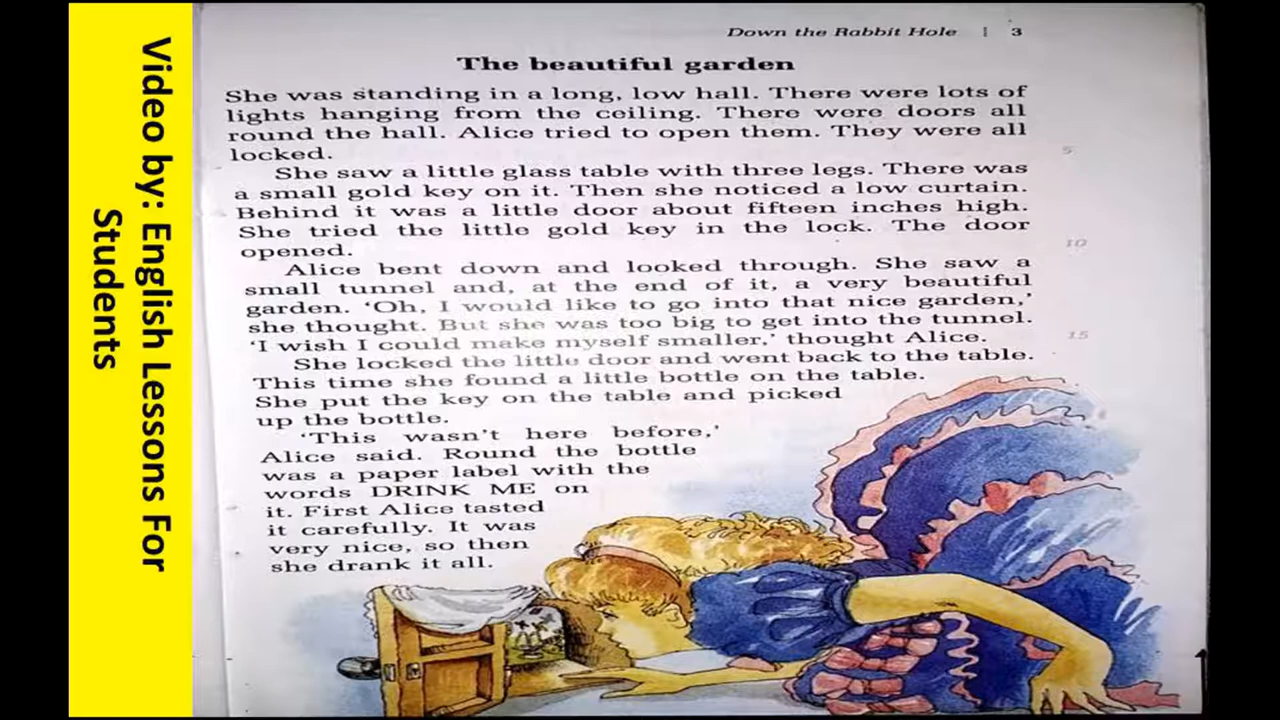 Video by: English Lessons For
Students
Down the Rabbit Hole | 3
The beautiful garden
She was standing in a long, low hall. There were lots of
lights hanging from the ceiling. There were doors all
round the hall. Alice tried to open them. They were all
locked.
5
She saw a little glass table with three legs. There was
a small gold key on it. Then she noticed a low curtain.
Behind it was a little door about fifteen inches high.
She tried the little gold key in the lock. The door
opened.
10
Alice bent down and looked through. She saw a
small tunnel and, at the end of it, a very beautiful
garden. 'Oh, I would like to go into that nice garden,'
she thought. But she was too big to get into the tunnel.
'I wish I could make myself smaller,' thought Alice.
15
She locked the little door and went back to the table.
This time she found a little bottle on the table.
She put the key on the table and picked
up the bottle.
'This wasn't here before,'
Alice said. Round the bottle
was a paper label with the
words DRINK ME on
it. First Alice tasted
it carefully. It was
very nice, so then
she drank it all.